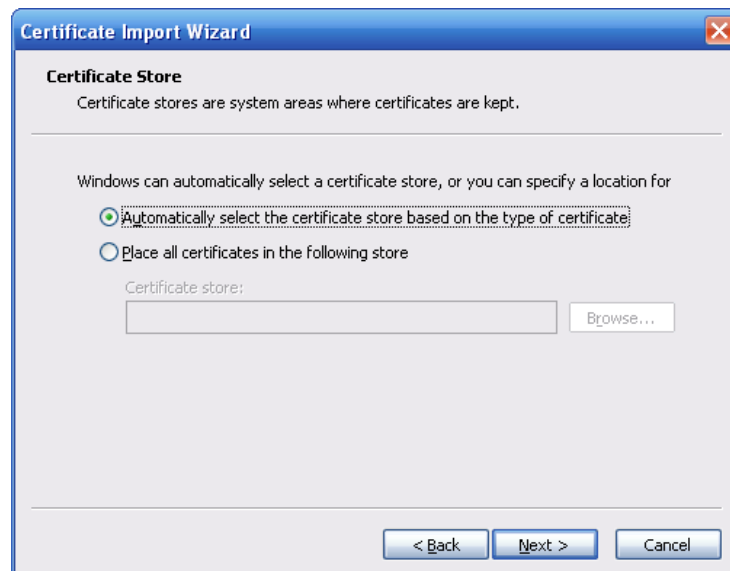 Certificate Import Wizard
Certificate Store
Certificate stores are system areas where certificates are kept.
Windows can automatically select a certificate store, or you can specify a location for
Automatically select the certificate store based on the type of certificate
Place all certificates in the following store
Certificate store:
Browse...
< Back Next > Cancel